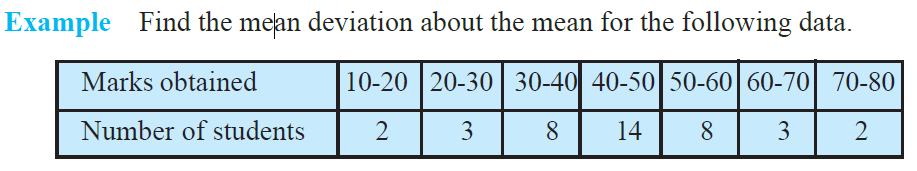 Example Find the mean deviation about the mean for the following data.
Marks obtained 10-20 20-30 30-40 40-50 50-60 60-70 70-80
Number of students 2 3 8 14 8 3 2